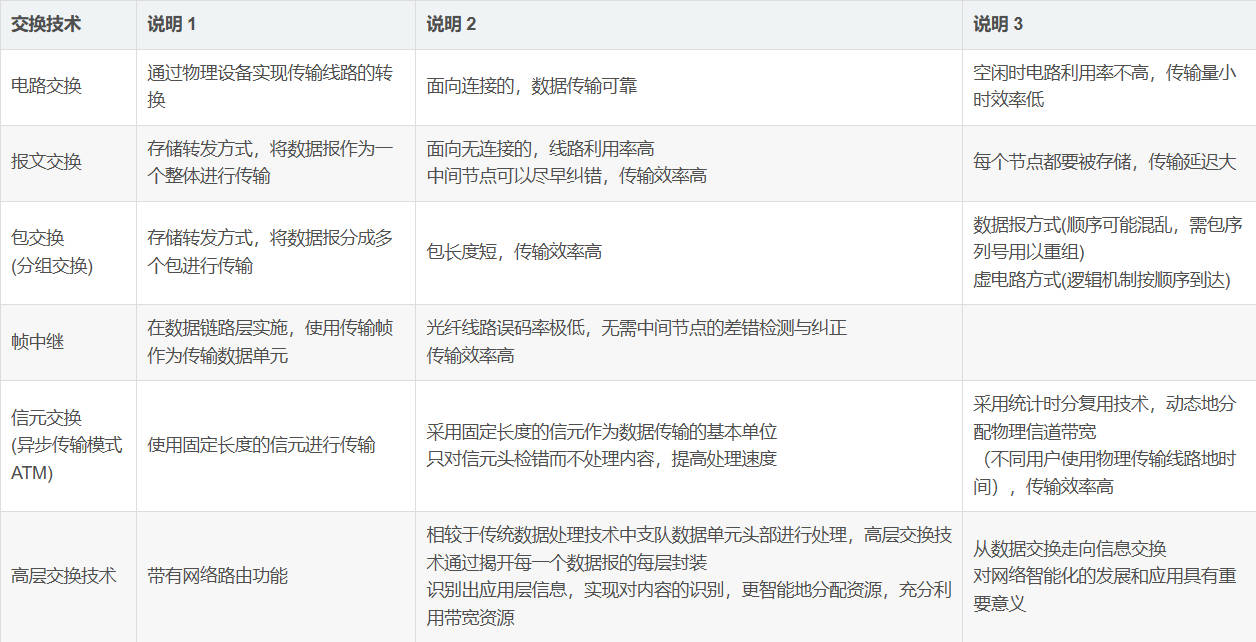 交换技术
说明 1
说明 2
说明 3
电路交换
通过物理设备实现传输线路的转
换
面向连接的，数据传输可靠
空闲时电路利用率不高，传输量小
时效率低
报文交换
存储转发方式，将数据报作为一
个整体进行传输
面向无连接的，线路利用率高
中间节点可以尽早纠错，传输效率高
每个节点都要被存储，传输延迟大
包交换
(分组交换)
存储转发方式，将数据报分成多
个包进行传输
包长度短，传输效率高
数据报方式(顺序可能混乱，需包序
列号用以重组)
虚电路方式(逻辑机制按顺序到达)
帧中继
在数据链路层实施，使用传输帧
作为传输数据单元
光纤线路误码率极低，无需中间节点的差错检测与纠正
传输效率高
信元交换
(异步传输模式
ATM)
使用固定长度的信元进行传输
采用固定长度的信元作为数据传输的基本单位
只对信元头检错而不处理内容，提高处理速度
采用统计时分复用技术，动态地分
配物理信道带宽
（不同用户使用物理传输线路地时
间），传输效率高
高层交换技术
带有网络路由功能
相较于传统数据处理技术中支队数据单元头部进行处理，高层交换技
术通过揭开每一个数据报的每层封装
识别出应用层信息，实现对内容的识别，更智能地分配资源，充分利
用带宽资源
从数据交换走向信息交换
对网络智能化的发展和应用具有重
要意义